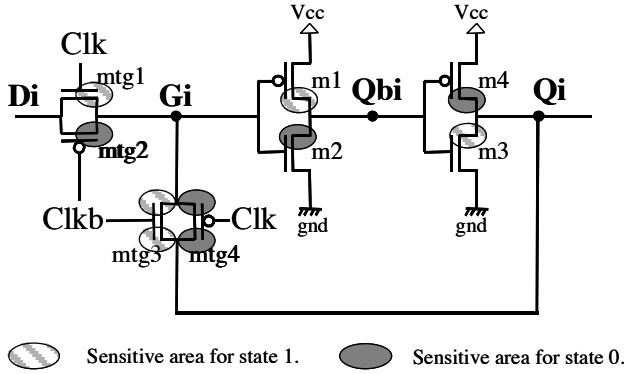 Vcc
Vcc
Clk
mtg1
m1
m4
Di
Gi
Qbi
Qi
mtg2
m2
m3
Clkb
Clk
gnd
gnd
mtg3
mtg4
Sensitive area for state 1.
Sensitive area for state 0.